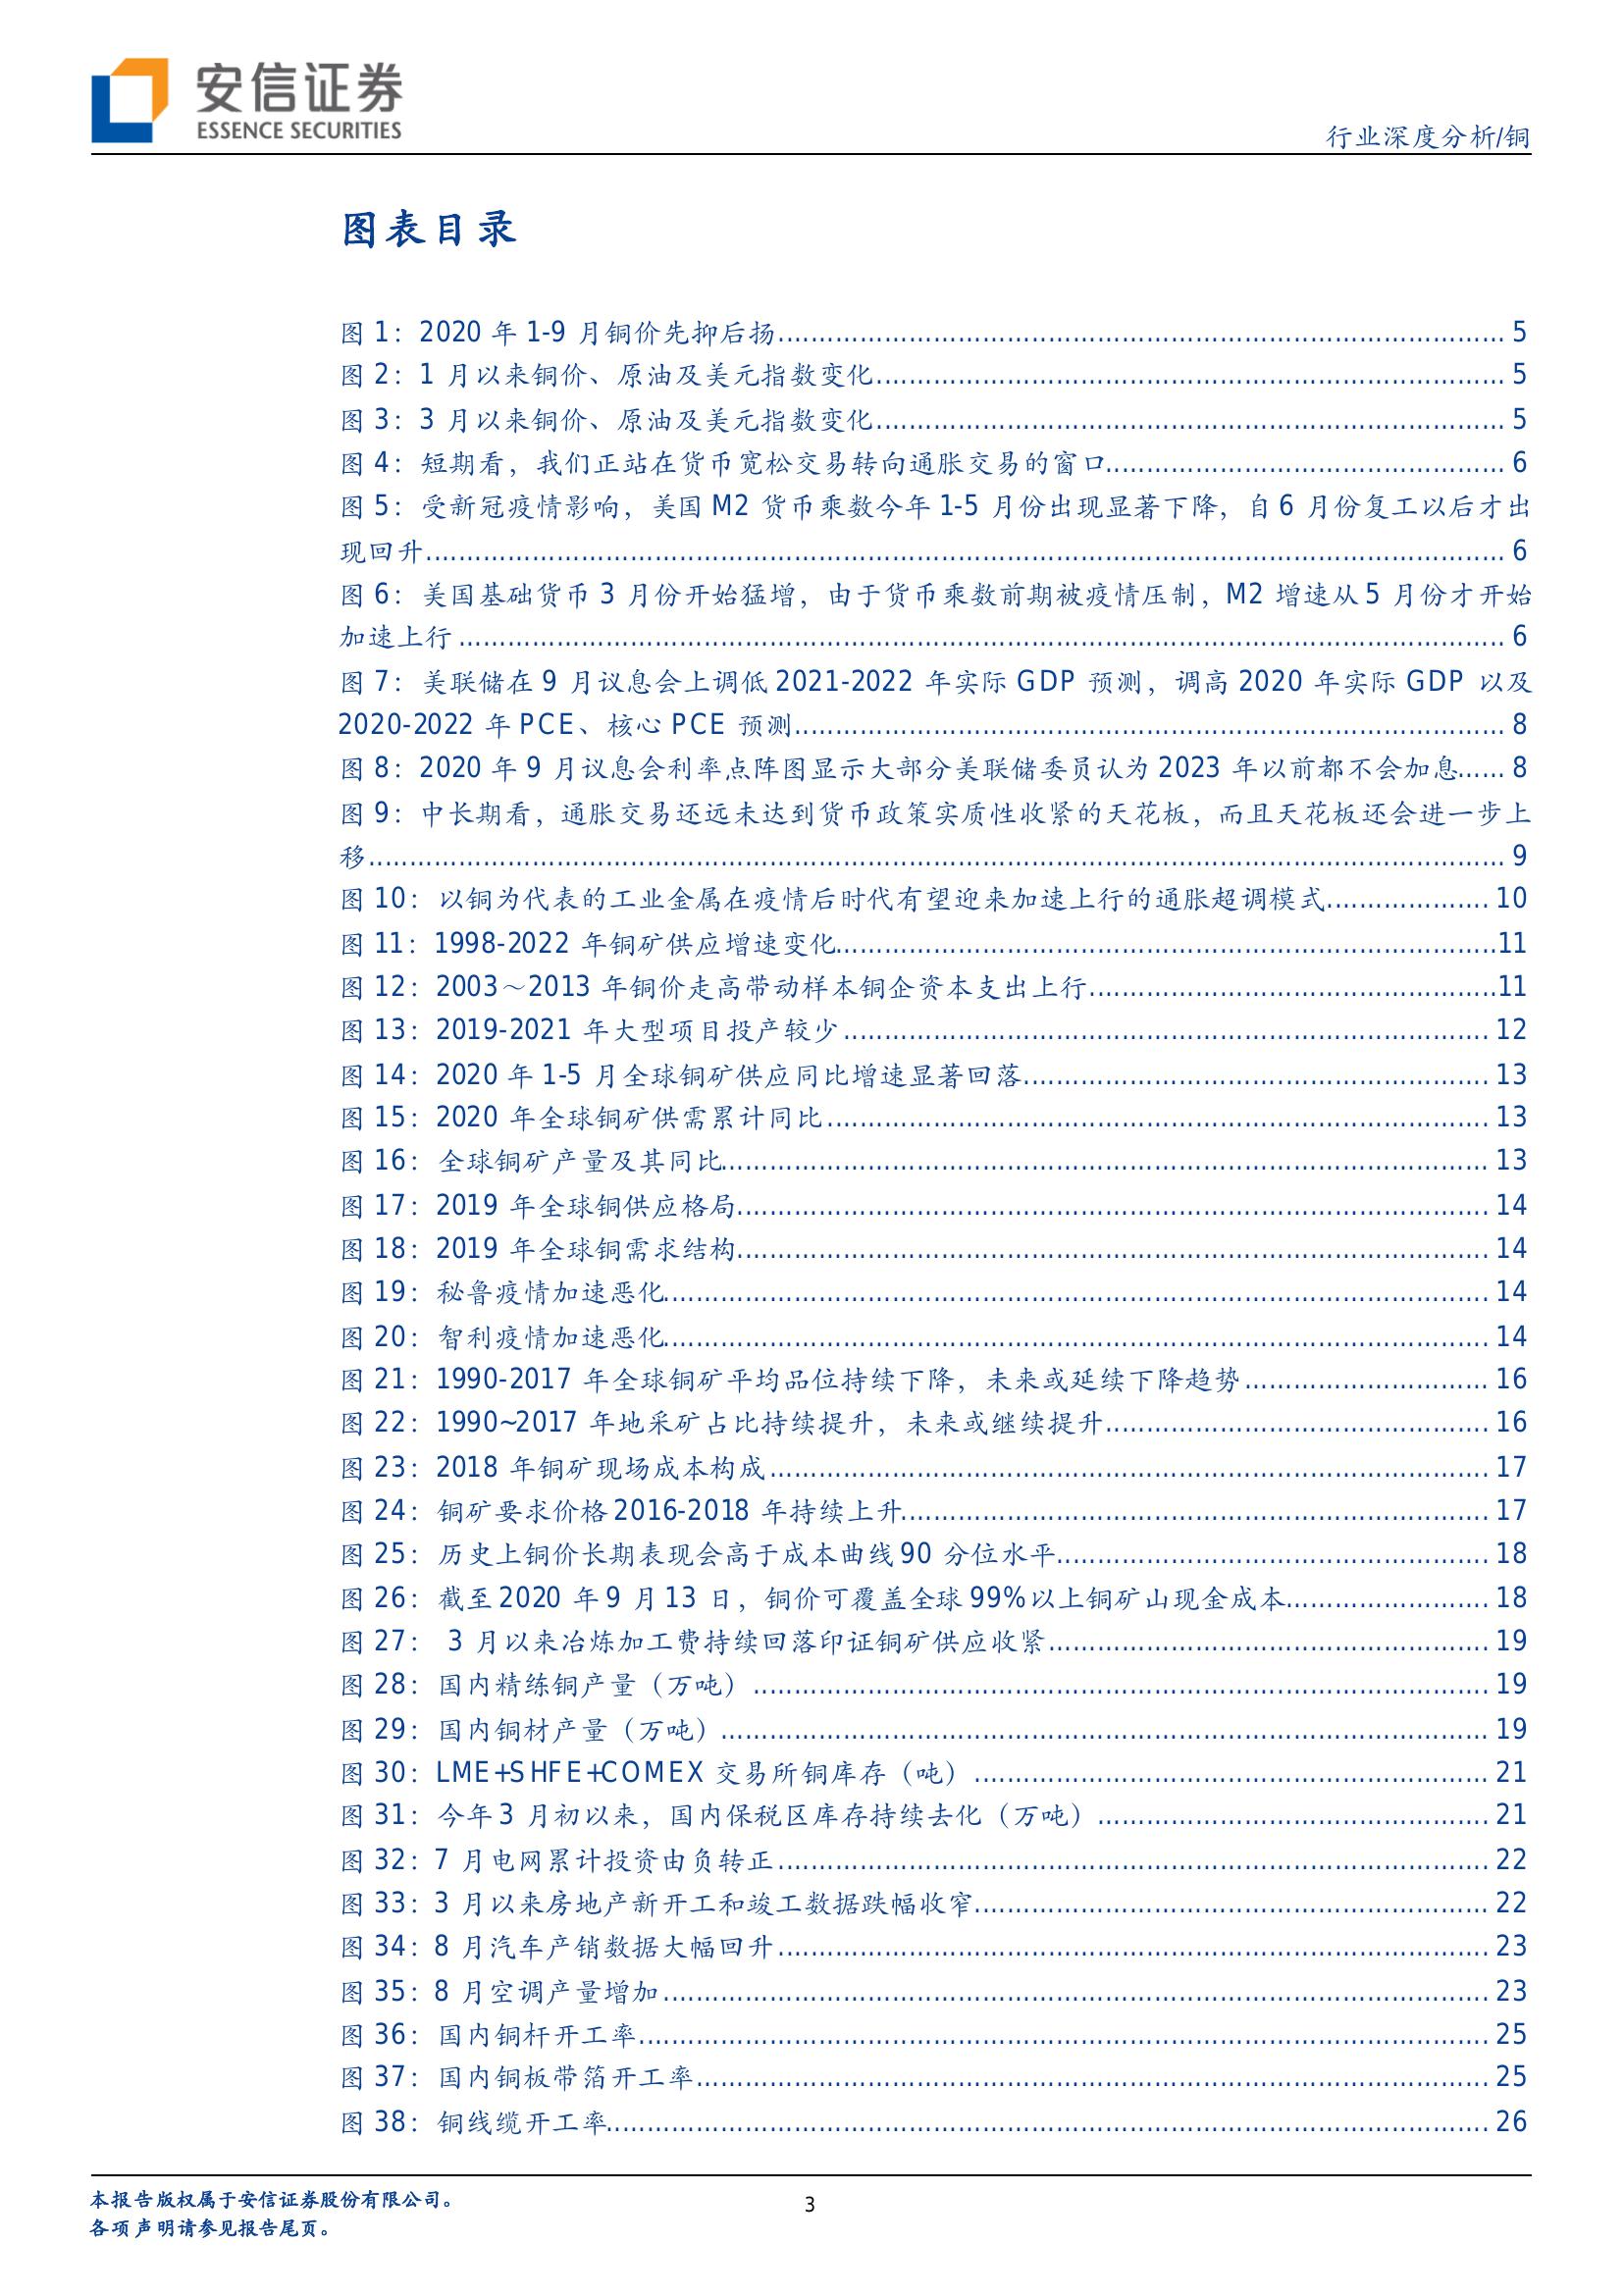 安信证券
ESSENCE SECURITIES
行业深度分析/铜
图表目录
图 1：2020 年 1-9 月铜价先抑后扬 5
图 2：1 月以来铜价、原油及美元指数变化 5
图 3：3 月以来铜价、原油及美元指数变化 5
图 4：短期看，我们正站在货币宽松交易转向通胀交易的窗口 6
图 5：受新冠疫情影响，美国 M2 货币乘数今年 1-5 月份出现显著下降，自 6 月份复工以后才出
现回升 6
图 6：美国基础货币 3 月份开始猛增，由于货币乘数前期被疫情压制，M2 增速从 5 月份才开始
加速上行 6
图 7：美联储在 9 月议息会上调低 2021-2022 年实际 GDP 预测，调高 2020 年实际 GDP 以及
2020-2022 年 PCE、核心 PCE 预测 8
图 8：2020 年 9 月议息会利率点阵图显示大部分美联储委员认为 2023 年以前都不会加息 8
图 9：中长期看，通胀交易还远未达到货币政策实质性收紧的天花板，而且天花板还会进一步上
移 9
图 10：以铜为代表的工业金属在疫情后时代有望迎来加速上行的通胀超调模式 10
图 11：1998-2022 年铜矿供应增速变化 11
图 12：2003～2013 年铜价走高带动样本铜企资本支出上行 11
图 13：2019-2021 年大型项目投产较少 12
图 14：2020 年 1-5 月全球铜矿供应同比增速显著回落 13
图 15：2020 年全球铜矿供需累计同比 13
图 16：全球铜矿产量及其同比 13
图 17：2019 年全球铜供应格局 14
图 18：2019 年全球铜需求结构 14
图 19：秘鲁疫情加速恶化 14
图 20：智利疫情加速恶化 14
图 21：1990-2017 年全球铜矿平均品位持续下降，未来或延续下降趋势 16
图 22：1990~2017 年地采矿占比持续提升，未来或继续提升 16
图 23：2018 年铜矿现场成本构成 17
图 24：铜矿要求价格 2016-2018 年持续上升 17
图 25：历史上铜价长期表现会高于成本曲线 90 分位水平 18
图 26：截至 2020 年 9 月 13 日，铜价可覆盖全球 99%以上铜矿山现金成本 18
图 27： 3 月以来冶炼加工费持续回落印证铜矿供应收紧 19
图 28：国内精练铜产量（万吨） 19
图 29：国内铜材产量（万吨） 19
图 30：LME+SHFE+COMEX 交易所铜库存（吨） 21
图 31：今年 3 月初以来，国内保税区库存持续去化（万吨） 21
图 32：7 月电网累计投资由负转正 22
图 33：3 月以来房地产新开工和竣工数据跌幅收窄 22
图 34：8 月汽车产销数据大幅回升 23
图 35：8 月空调产量增加 23
图 36：国内铜杆开工率 25
图 37：国内铜板带箔开工率 25
图 38：铜线缆开工率 26
本报告版权属于安信证券股份有限公司。
3
各项声明请参见报告尾页。